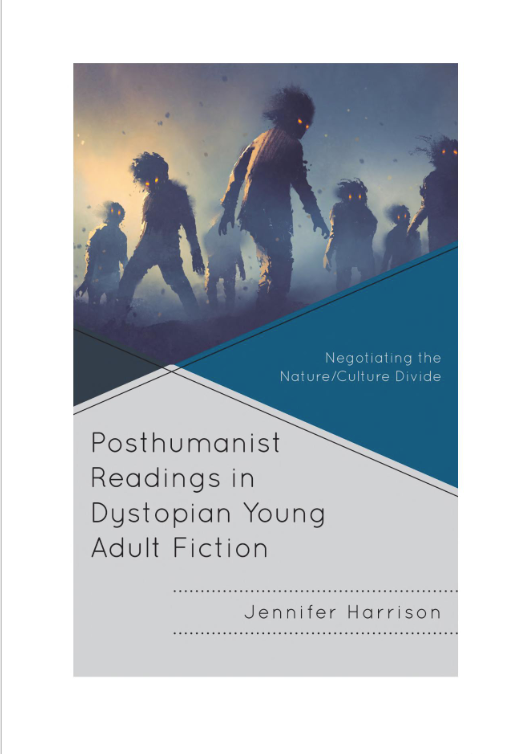 Negotiating the
Nature/Culture Divide
Posthumanist
Readings in
Dystopian Young
Adult Fiction
Jennifer Harrison